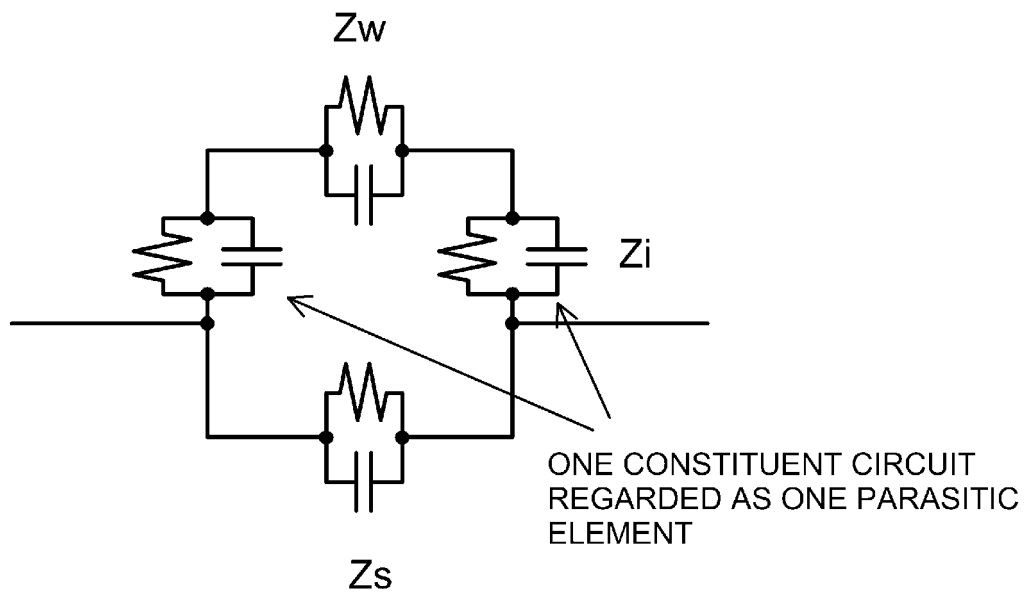 Zw
Zi
ONE CONSTITUENT CIRCUIT
REGARDED AS ONE PARASITIC
ELEMENT
Zs